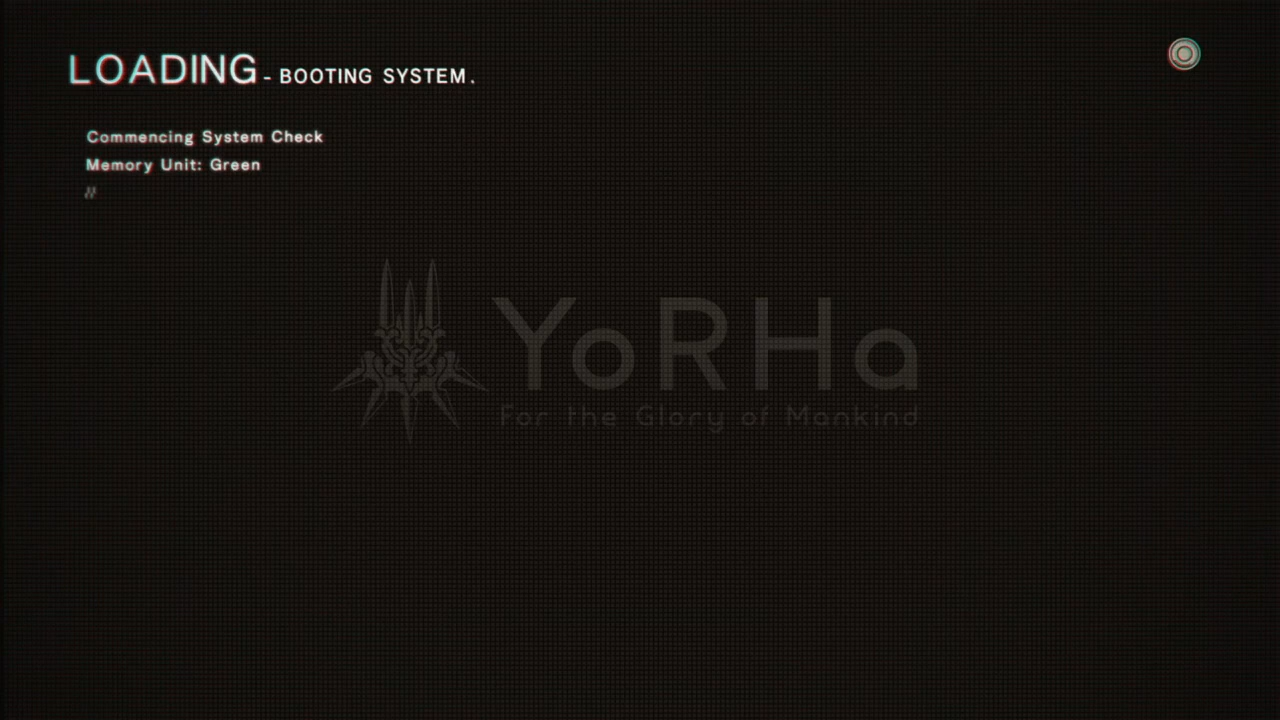 LOADING - BOOTING SYSTEM.
Commencing System Check
Memory Unit: Green
YoRHa
For the Glory of Mankind